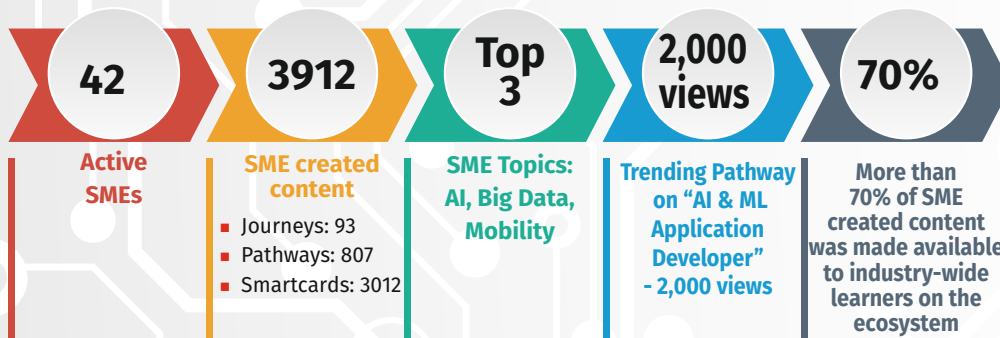 42
Active
SMEs
3912
SME created
content
▪ Journeys: 93
▪ Pathways: 807
▪ Smartcards: 3012
Top
3
SME Topics:
AI, Big Data,
Mobility
2,000
views
Trending Pathway
on “AI & ML
Application
Developer”
- 2,000 views
70%
More than
70% of SME
created content
was made available
to industry-wide
learners on the
ecosystem